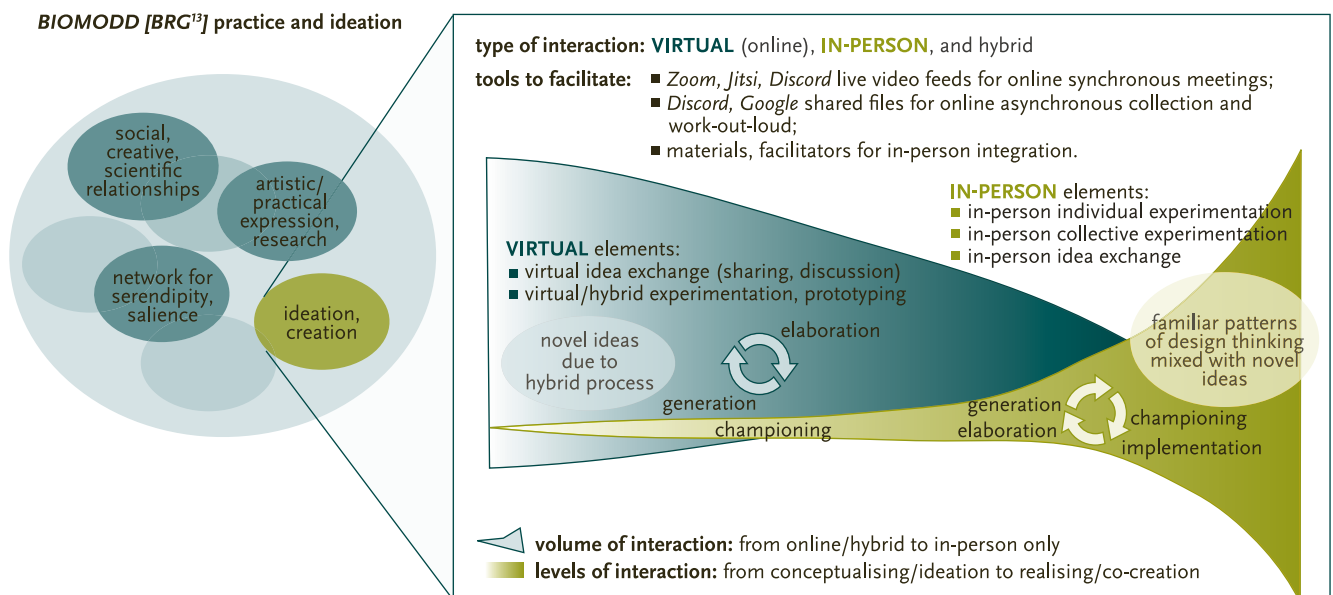 BIOMODD [BRG¹³] practice and ideation
social,
creative,
scientific
relationships
artistic/
practical
expression,
research
network for
serendipity,
salience
ideation,
creation
type of interaction: VIRTUAL (online), IN-PERSON, and hybrid
tools to facilitate: ■ Zoom, Jitsi, Discord live video feeds for online synchronous meetings;
■ Discord, Google shared files for online asynchronous collection and
work-out-loud;
■ materials, facilitators for in-person integration.
IN-PERSON elements:
■ in-person individual experimentation
■ in-person collective experimentation
■ in-person idea exchange
VIRTUAL elements:
■ virtual idea exchange (sharing, discussion)
■ virtual/hybrid experimentation, prototyping
novel ideas
due to
hybrid process
elaboration
generation
championing
familiar patterns
of design thinking
mixed with novel
ideas
generation
elaboration
championing
implementation
volume of interaction: from online/hybrid to in-person only
levels of interaction: from conceptualising/ideation to realising/co-creation